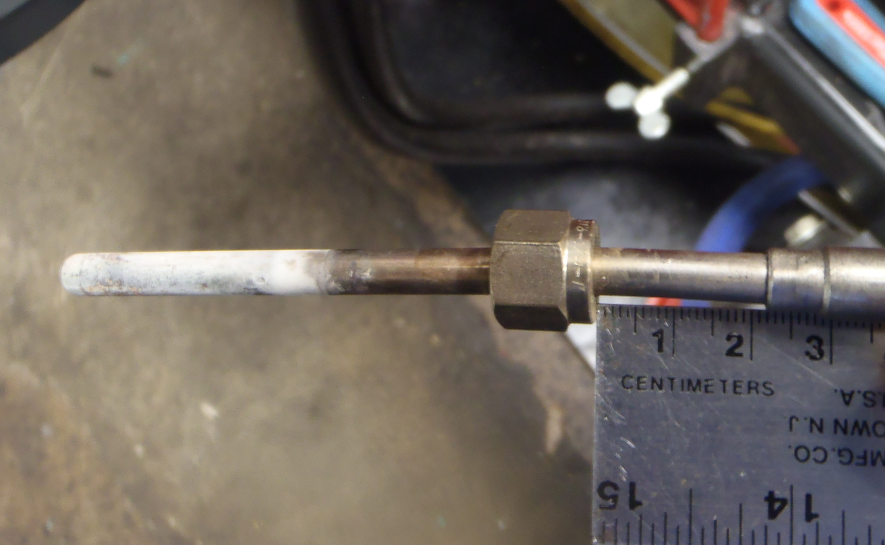 1 2 3
CENTIMETERS
.S.A.
OWN N.J.
MFG.CO.
15 14